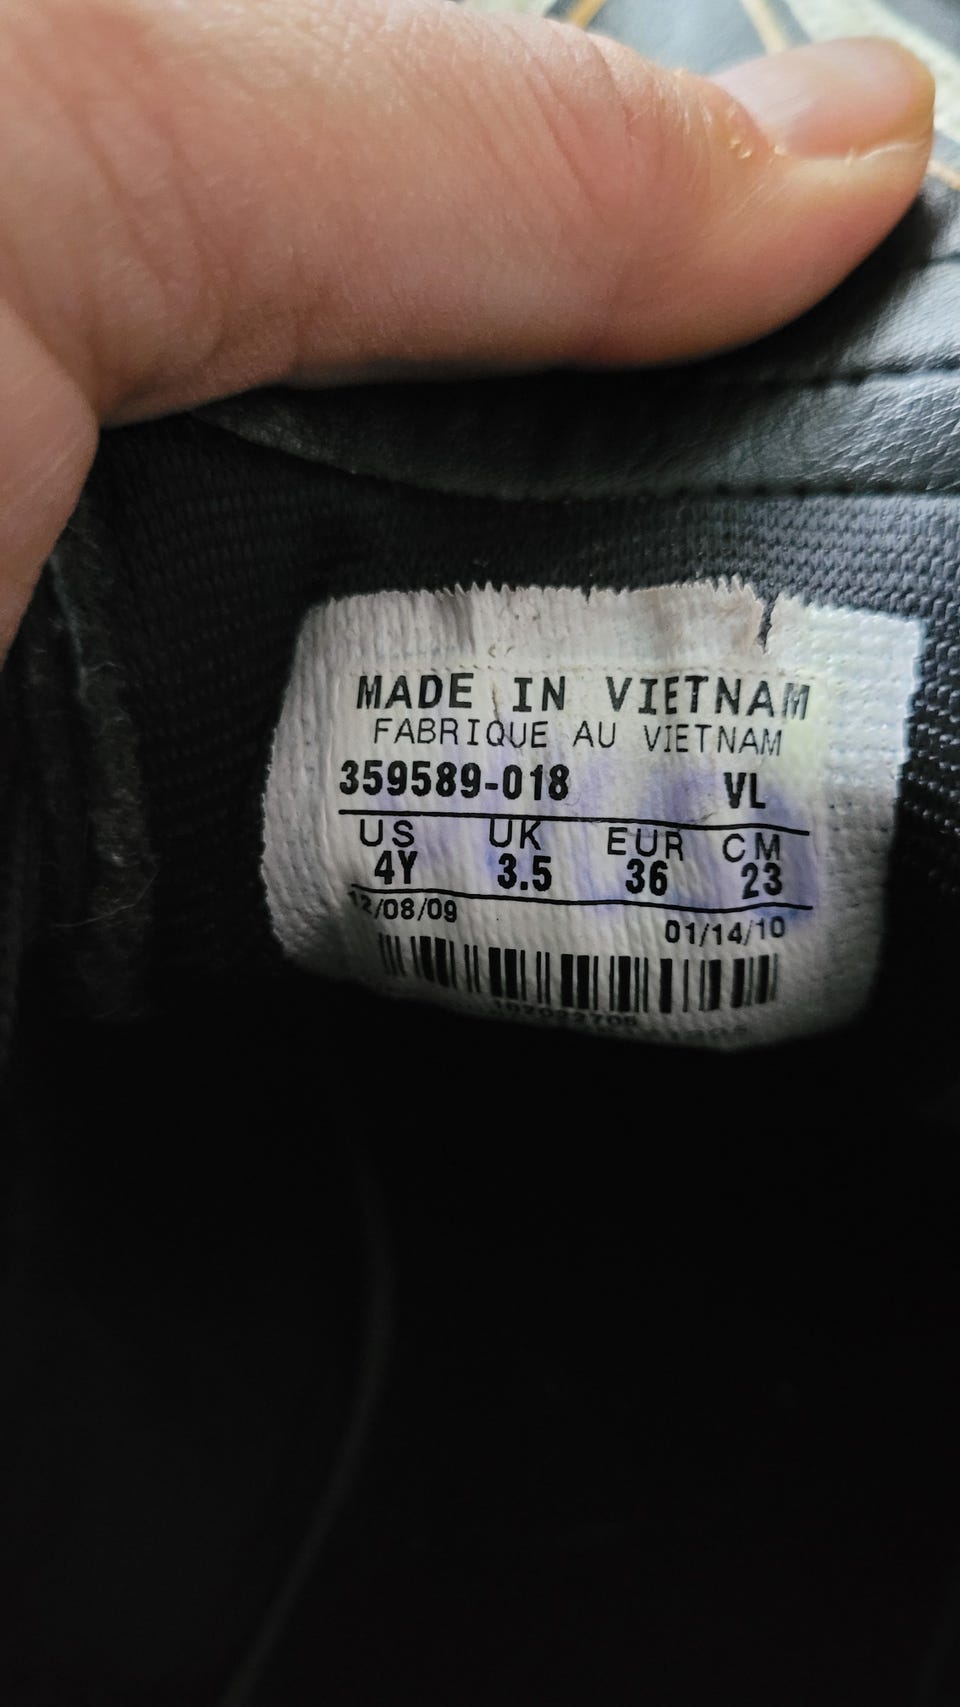 MADE IN VIETNAM
FABRIQUE AU VIETNAM
359589-018 VL
US UK EUR CM
4Y 3.5 36 23
12/08/09 01/14/10